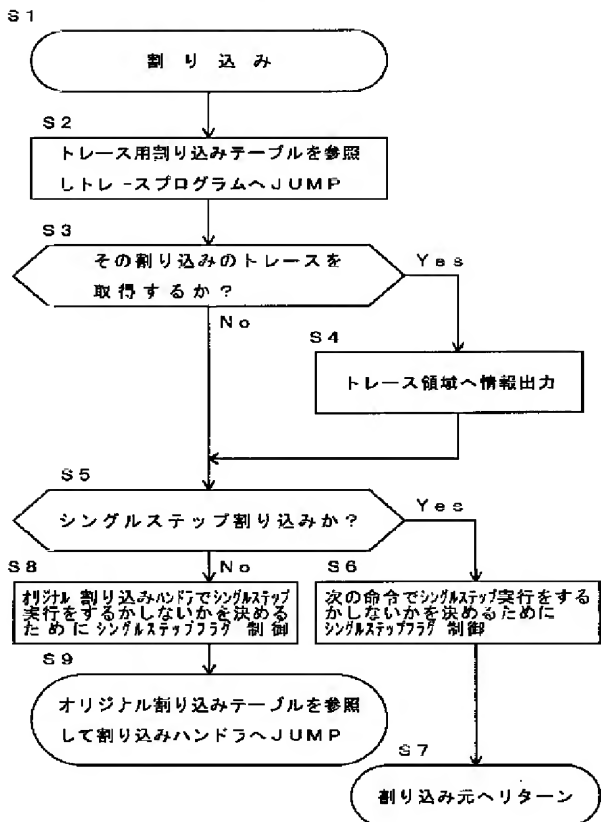 S1
割り込み
S2
トレース用割り込みテーブルを参照
しトレースプログラムへJUMP
S3
その割り込みのトレースを
取得するか?
Yes
No
S4
トレース領域へ情報出力
S5
シングルステップ割り込みか?
Yes
No
S8
オリジナル 割り込みハンドラでシングルステップ
実行をするかしないかを決める
ためにシングルステップフラグ 制御
S6
次の命令でシングルステップ実行をする
かしないかを決めるために
シングルステップフラグ 制御
S9
オリジナル割り込みテーブルを参照
して割り込みハンドラへJUMP
S7
割り込み元へリターン